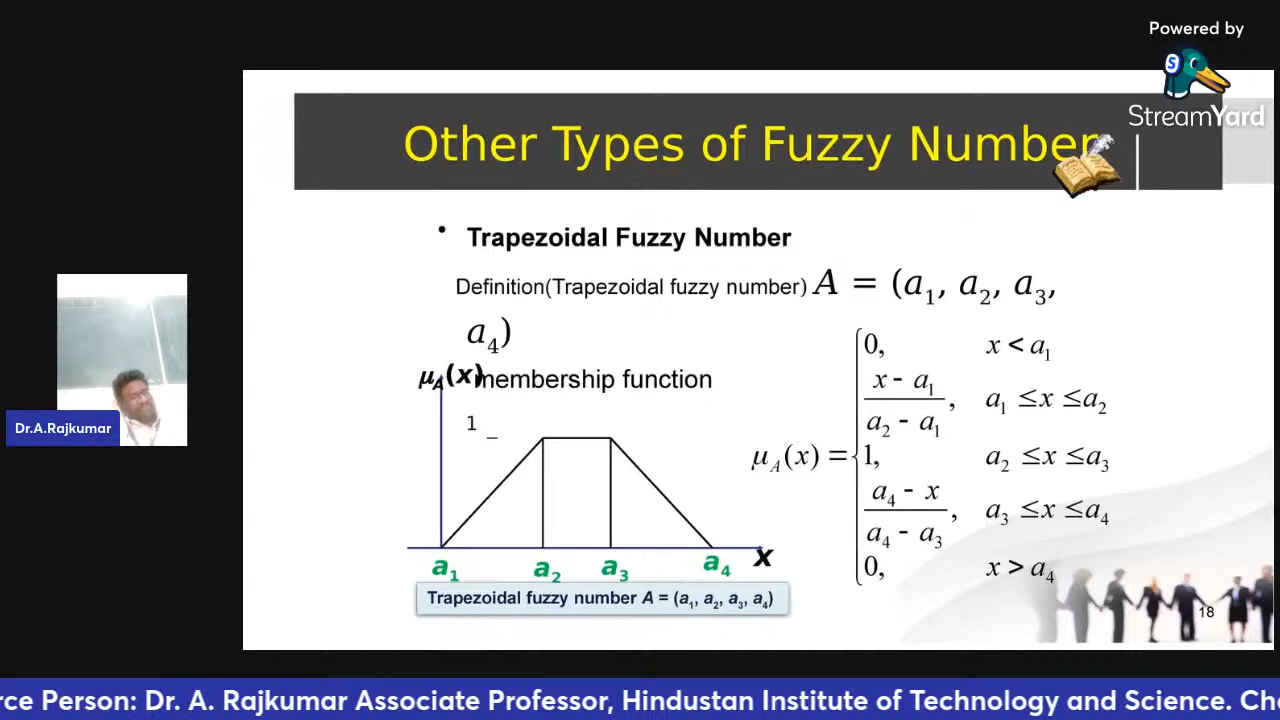 Powered by
StreamYard
Other Types of Fuzzy Number
• Trapezoidal Fuzzy Number
Definition(Trapezoidal fuzzy number) A = (a₁, a₂, a₃,
a₄)
membership function
μ_A(x)
1
a₁ a₂ a₃ a₄ x
Trapezoidal fuzzy number A = (a₁, a₂, a₃, a₄)
0, x < a₁
x - a₁
a₂ - a₁ , a₁ ≤x ≤a₂
μ_A(x) = 1, a₂ ≤x ≤a₃
a₄ - x
a₄ - a₃ , a₃ ≤x ≤a₄
0, x > a₄
18
Dr.A.Rajkumar
rce Person: Dr. A. Rajkumar Associate Professor, Hindustan Institute of Technology and Science. Ch